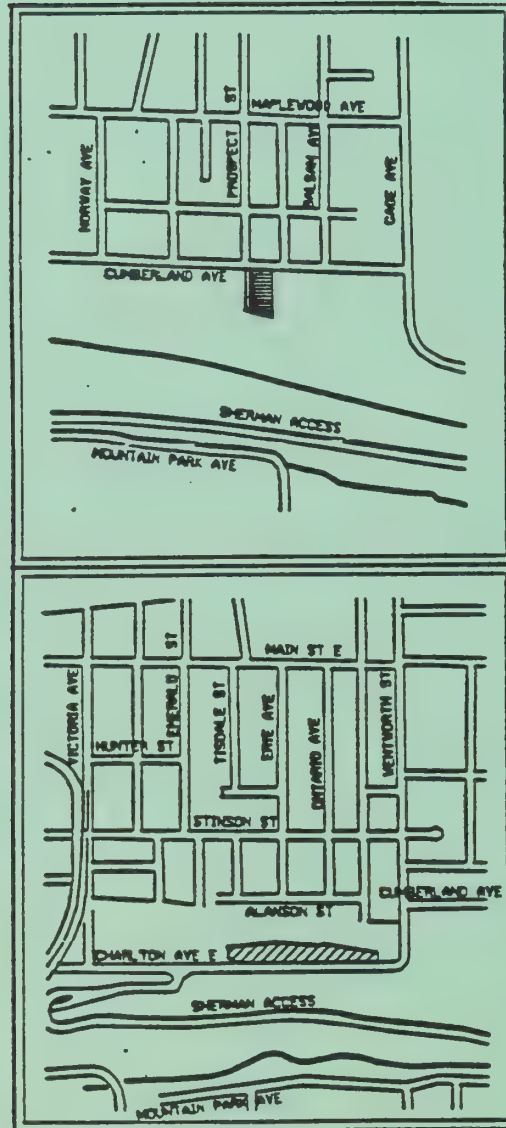 ST
MAPLEWOOD AVE
NORWAY AVE
PROSPECT
BALSAM AVE
GAGE AVE
CUMBERLAND AVE
SHERMAN ACCESS
MOUNTAIN PARK AVE
MAIN ST E
VICTORIA AVE
EMERALD ST
TISDALE ST
ERIE AVE
ONTARIO AVE
WENTWORTH ST
HUNTER ST
STINSON ST
CUMBERLAND AVE
ALANSON ST
CHARLTON AVE E
SHERMAN ACCESS
MOUNTAIN PARK AVE